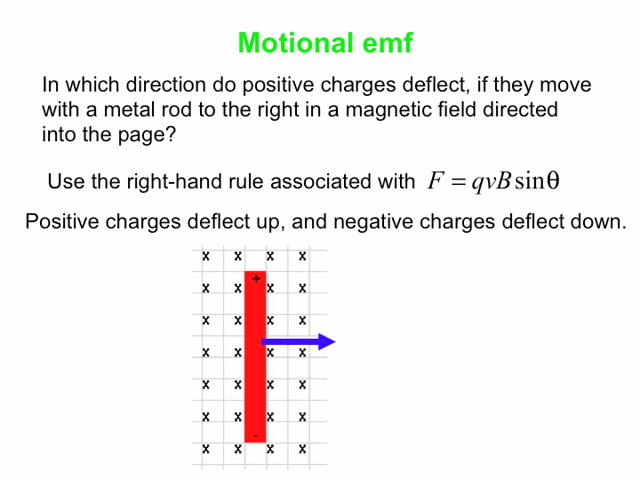 Motional emf
In which direction do positive charges deflect, if they move
with a metal rod to the right in a magnetic field directed
into the page?
Use the right-hand rule associated with F = qvB sinθ
Positive charges deflect up, and negative charges deflect down.
x x x x
+
x x x x
x x x x
x x x x
x x x x
x x x x
-
x x x x